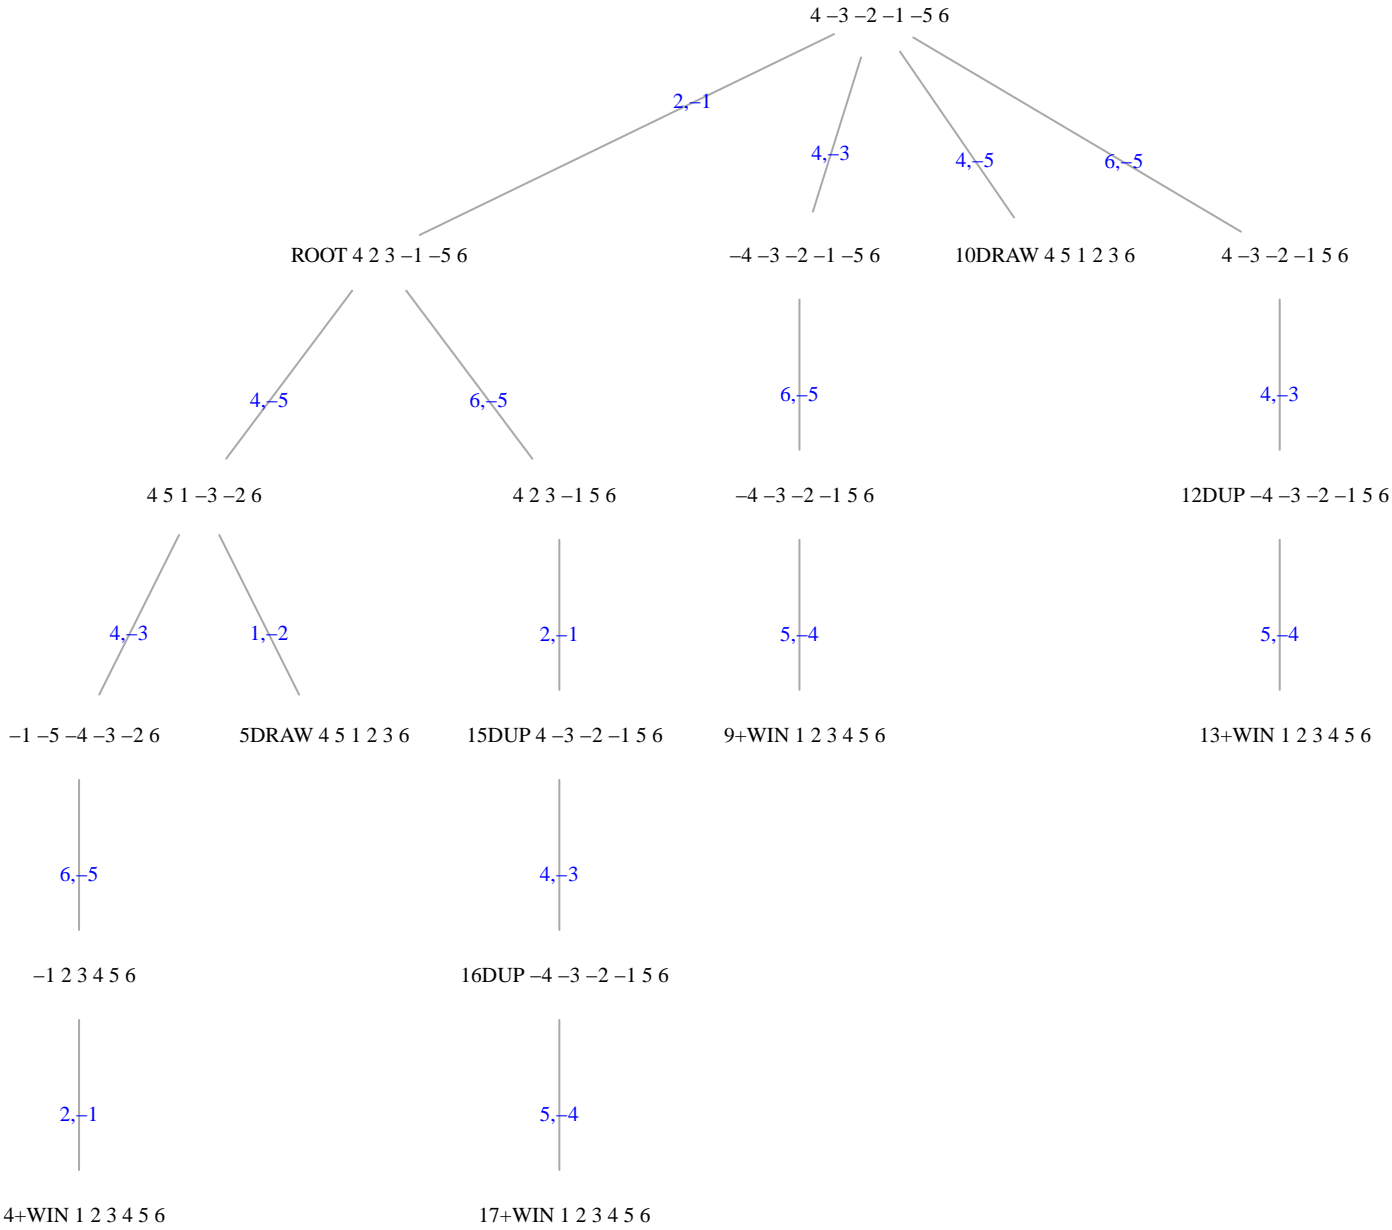 4 −3 −2 −1 −5 6
2,−1
4,−3
4,−5
6,−5
ROOT 4 2 3 −1 −5 6
−4 −3 −2 −1 −5 6
10DRAW 4 5 1 2 3 6
4 −3 −2 −1 5 6
4,−5
6,−5
6,−5
4,−3
4 5 1 −3 −2 6
4 2 3 −1 5 6
−4 −3 −2 −1 5 6
12DUP −4 −3 −2 −1 5 6
4,−3
1,−2
2,−1
5,−4
5,−4
−1 −5 −4 −3 −2 6
5DRAW 4 5 1 2 3 6
15DUP 4 −3 −2 −1 5 6
9+WIN 1 2 3 4 5 6
13+WIN 1 2 3 4 5 6
6,−5
4,−3
−1 2 3 4 5 6
16DUP −4 −3 −2 −1 5 6
2,−1
5,−4
4+WIN 1 2 3 4 5 6
17+WIN 1 2 3 4 5 6